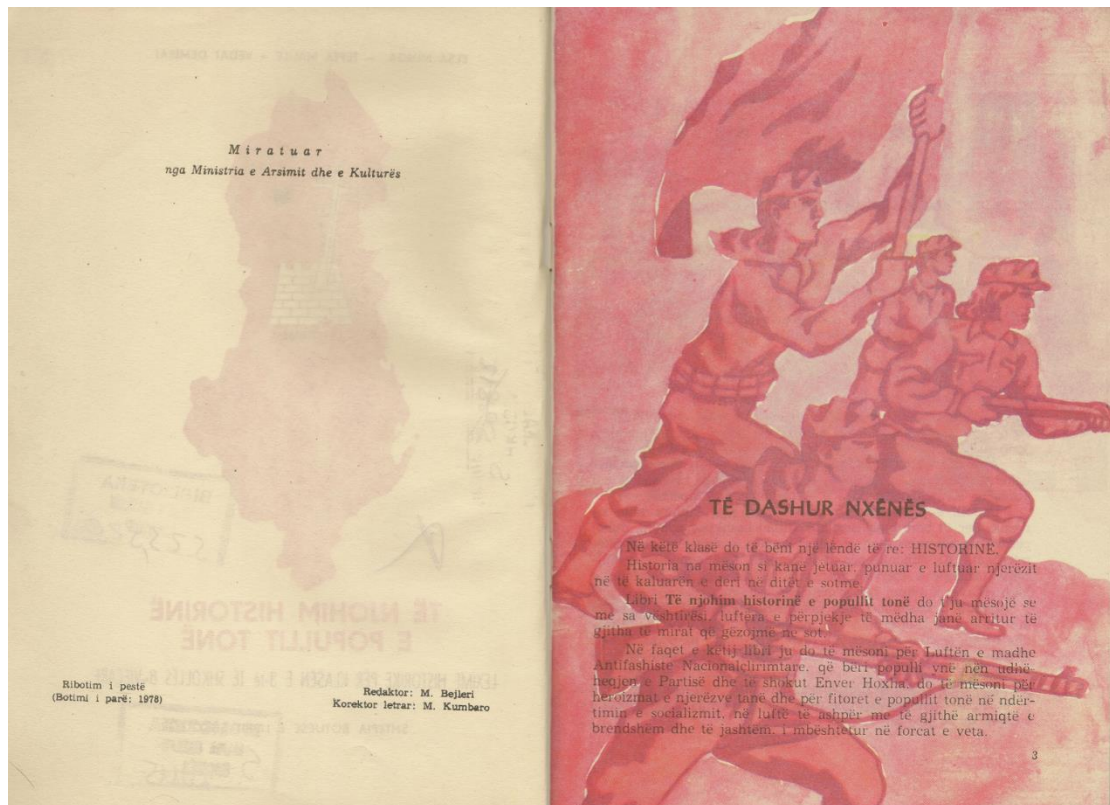 Miratuar
nga Ministria e Arsimit dhe e Kulturës
Ribotim i pestë
(Botimi i parë: 1978)
Redaktor: M. Bejleri
Korektor letrar: M. Kumbaro
TË DASHUR NXËNËS
Në këtë klasë do të bëni një lëndë të re: HISTORINË.
Historia na mëson si kanë jetuar, punuar e luftuar njerëzit
në të kaluarën e deri në ditët e sotme.
Libri Të njohim historinë e popullit tonë do t'ju mësojë se
me sa vështirësi, luftëra e përpjekje të mëdha janë arritur të
gjitha të mirat që gëzojmë ne sot.
Në faqet e këtij libri ju do të mësoni për Luftën e madhe
Antifashiste Nacionalçlirimtare, që bëri populli ynë nën udhë-
heqjen e Partisë dhe të shokut Enver Hoxha, do të mësoni për
heroizmat e njerëzve tanë dhe për fitoret e popullit tonë në ndër-
timin e socializmit, në luftë të ashpër me të gjithë armiqtë e
brendshëm dhe të jashtëm, i mbështetur në forcat e veta.
3
TË NJOHIM HISTORINË
E POPULLIT TONË
BIBLIOTEKA